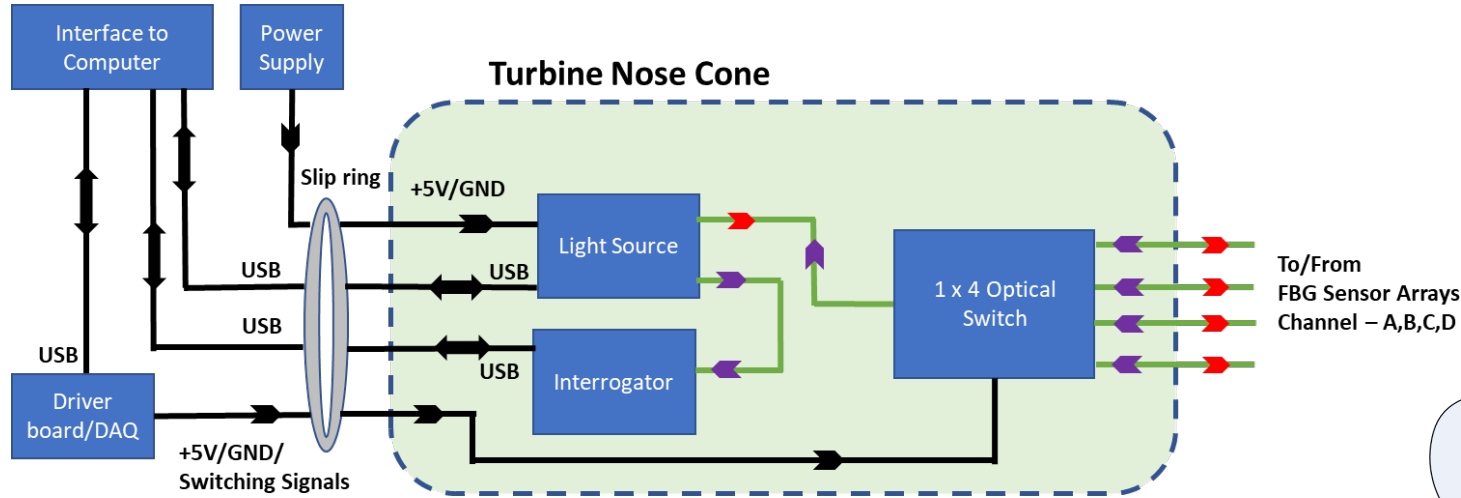 Interface to
Computer
Power
Supply
Turbine Nose Cone
Slip ring
+5V/GND
Light Source
USB
USB
1 x 4 Optical
Switch
To/From
FBG Sensor Arrays
Channel – A,B,C,D
USB
USB
USB
Interrogator
Driver
board/DAQ
+5V/GND/
Switching Signals